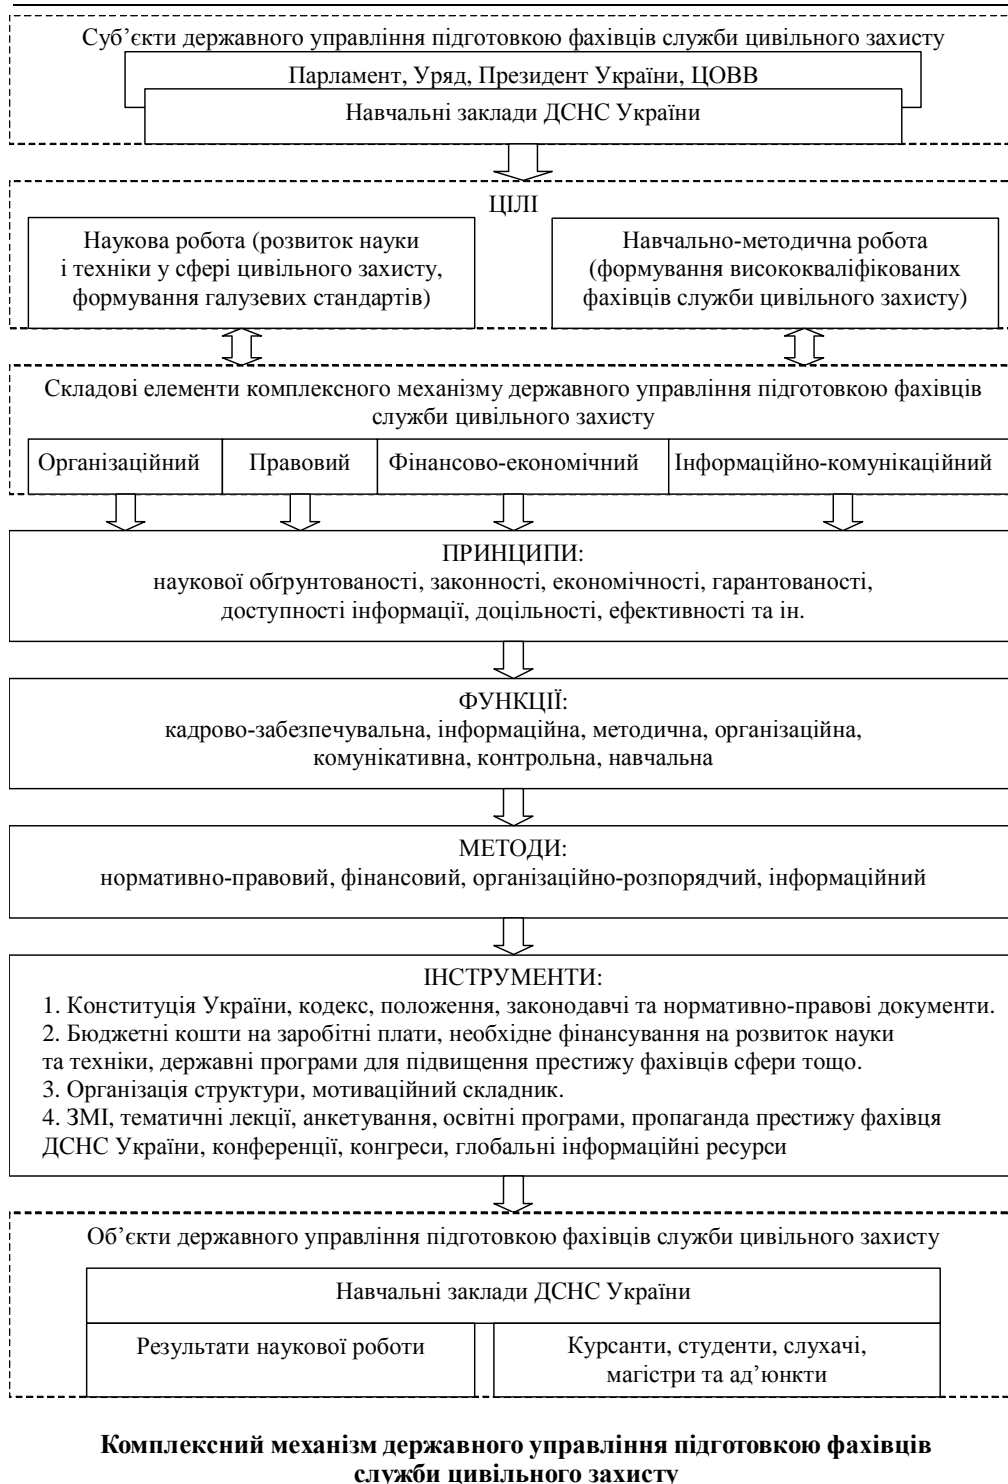 Суб’єкти державного управління підготовкою фахівців служби цивільного захисту
Парламент, Уряд, Президент України, ЦОВВ
Навчальні заклади ДСНС України
ЦІЛІ
Наукова робота (розвиток науки
і техніки у сфері цивільного захисту,
формування галузевих стандартів)
Навчально-методична робота
(формування висококваліфікованих
фахівців служби цивільного захисту)
Складові елементи комплексного механізму державного управління підготовкою фахівців
служби цивільного захисту
Організаційний
Правовий
Фінансово-економічний
Інформаційно-комунікаційний
ПРИНЦИПИ:
наукової обґрунтованості, законності, економічності, гарантованості,
доступності інформації, доцільності, ефективності та ін.
ФУНКЦІЇ:
кадрово-забезпечувальна, інформаційна, методична, організаційна,
комунікативна, контрольна, навчальна
МЕТОДИ:
нормативно-правовий, фінансовий, організаційно-розпорядчий, інформаційний
ІНСТРУМЕНТИ:
1. Конституція України, кодекс, положення, законодавчі та нормативно-правові документи.
2. Бюджетні кошти на заробітні плати, необхідне фінансування на розвиток науки
та техніки, державні програми для підвищення престижу фахівців сфери тощо.
3. Організація структури, мотиваційний складник.
4. ЗМІ, тематичні лекції, анкетування, освітні програми, пропаганда престижу фахівця
ДСНС України, конференції, конгреси, глобальні інформаційні ресурси
Об’єкти державного управління підготовкою фахівців служби цивільного захисту
Навчальні заклади ДСНС України
Результати наукової роботи
Курсанти, студенти, слухачі,
магістри та ад’юнкти
Комплексний механізм державного управління підготовкою фахівців
служби цивільного захисту